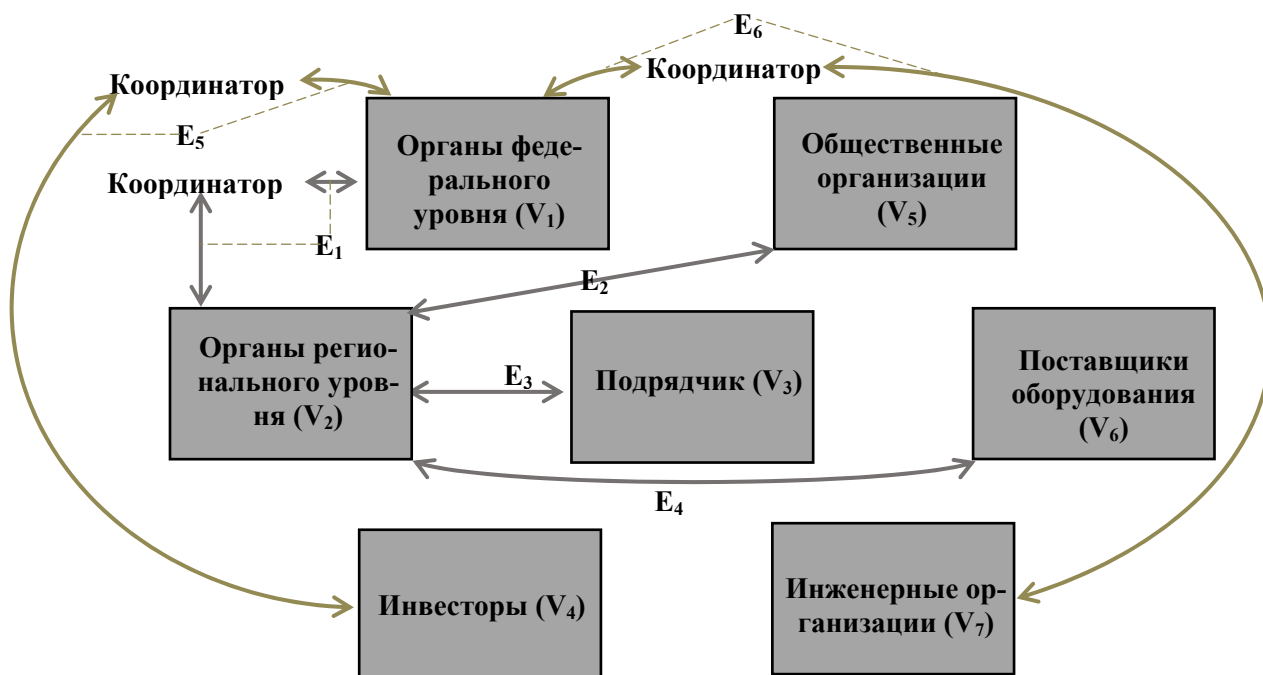 E₆
Координатор
Координатор
E₅
Органы феде-
рального
уровня (V₁)
Общественные
организации
(V₅)
Координатор
E₁
E₂
Органы регио-
нального уров-
ня (V₂)
E₃
Подрядчик (V₃)
Поставщики
оборудования
(V₆)
E₄
Инвесторы (V₄)
Инженерные ор-
ганизации (V₇)